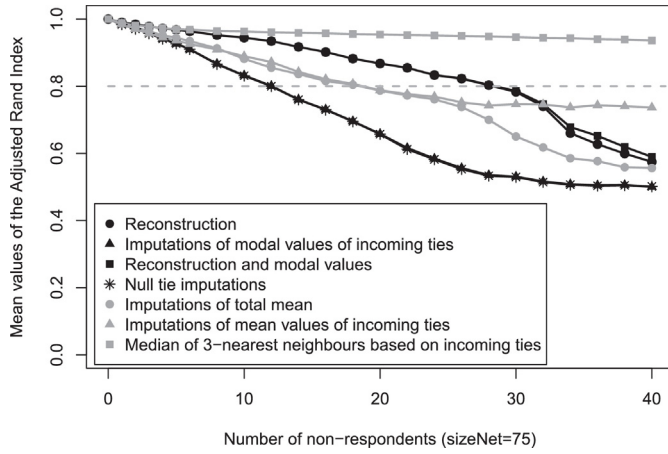 Mean values of the Adjusted Rand Index
1.0
0.8
0.6
0.4
0.2
0.0
Reconstruction
Imputations of modal values of incoming ties
Reconstruction and modal values
Null tie imputations
Imputations of total mean
Imputations of mean values of incoming ties
Median of 3−nearest neighbours based on incoming ties
0 10 20 30 40
Number of non−respondents (sizeNet=75)